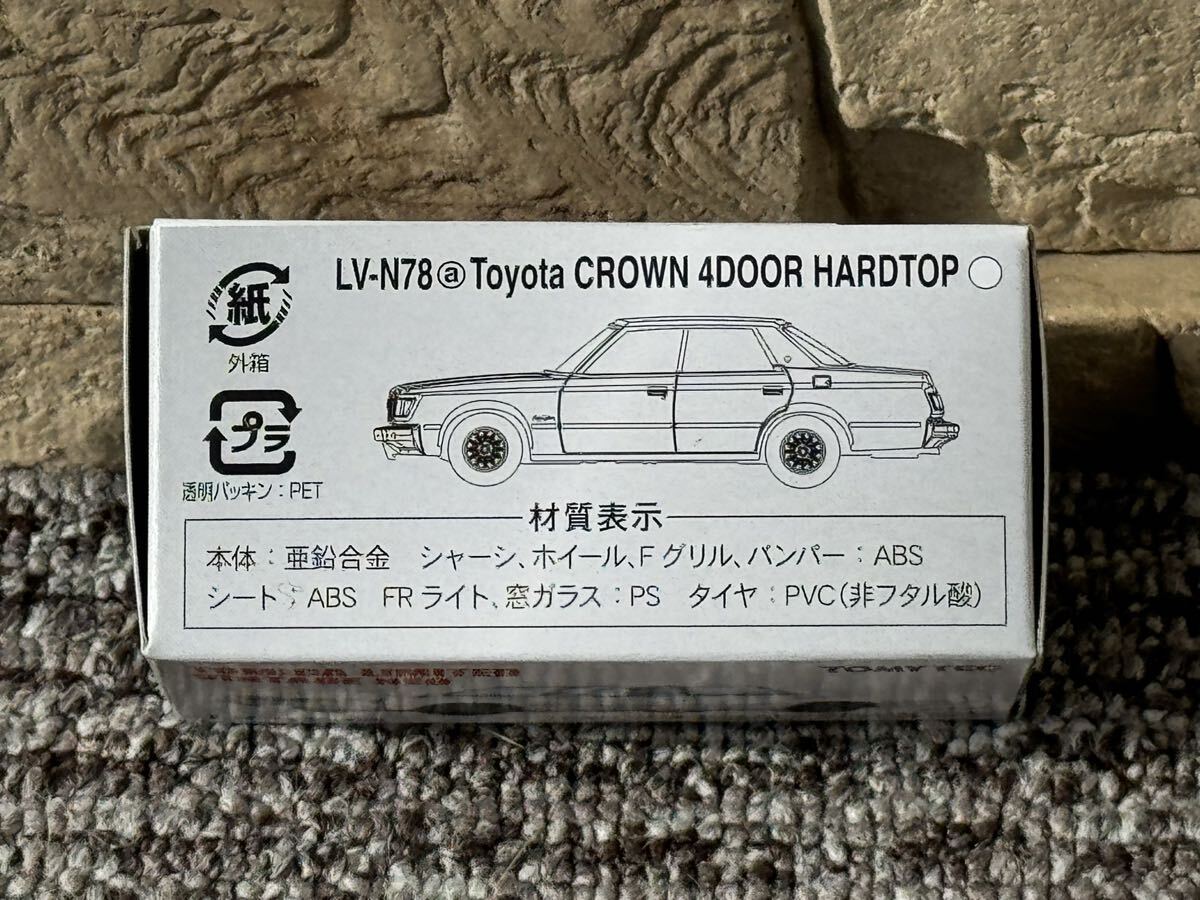 LV-N78 ⓐ Toyota CROWN 4DOOR HARDTOP ○
紙
外箱
プラ
透明パッキン：PET
材質表示
本体：亜鉛合金　シャーシ、ホイール、Fグリル、バンパー：ABS
シート：ABS　FRライト、窓ガラス：PS　タイヤ：PVC（非フタル酸）